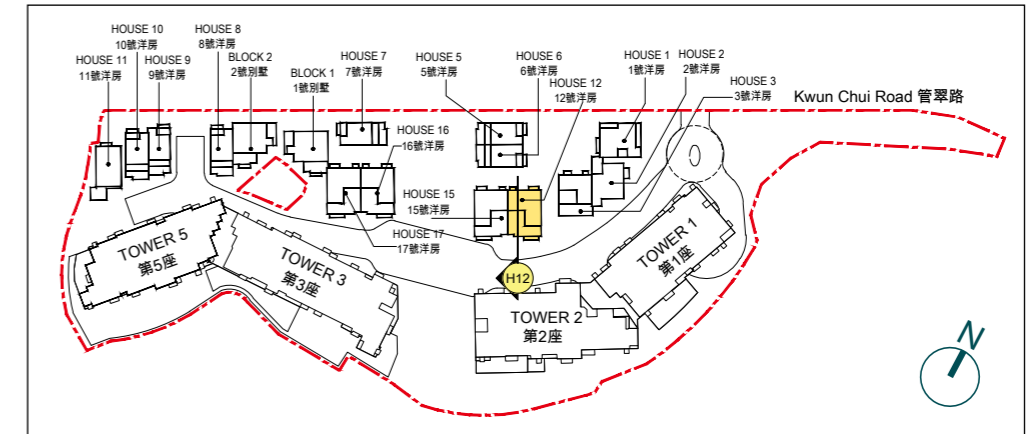 HOUSE 11
11號洋房
HOUSE 10
10號洋房
HOUSE 9
9號洋房
HOUSE 8
8號洋房
BLOCK 2
2號別墅
BLOCK 1
1號別墅
HOUSE 7
7號洋房
HOUSE 16
16號洋房
HOUSE 5
5號洋房
HOUSE 6
6號洋房
HOUSE 12
12號洋房
HOUSE 1
1號洋房
HOUSE 2
2號洋房
HOUSE 3
3號洋房
Kwun Chui Road 管翠路
HOUSE 15
15號洋房
HOUSE 17
17號洋房
TOWER 5
第5座
TOWER 3
第3座
H12
TOWER 2
第2座
TOWER 1
第1座
N